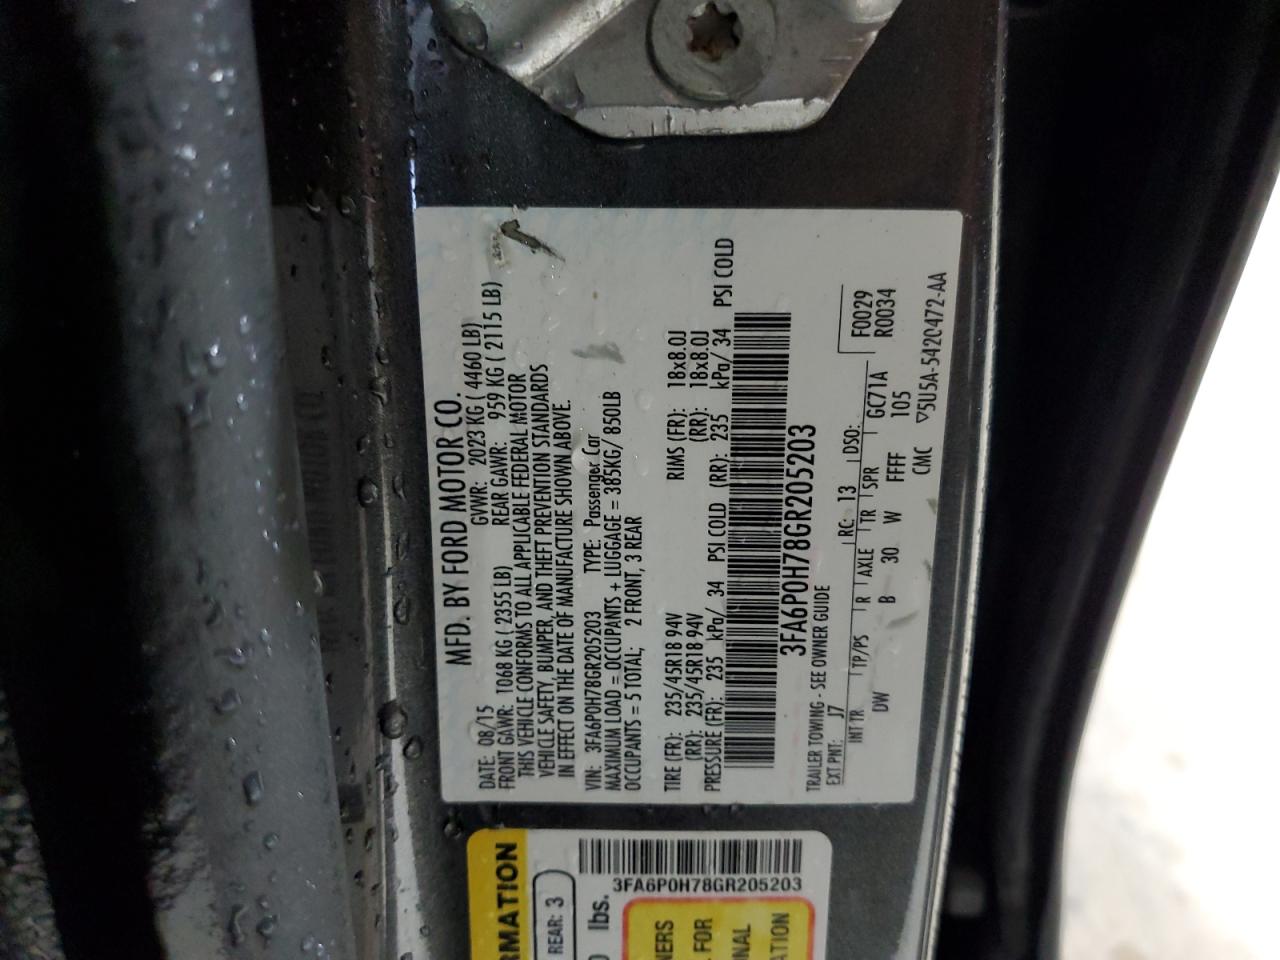 MFD. BY FORD MOTOR CO.
DATE: 08/15 GVWR: 2023 KG ( 4460 LB)
FRONT GAWR: 1068 KG ( 2355 LB) REAR GAWR: 959 KG ( 2115 LB)
THIS VEHICLE CONFORMS TO ALL APPLICABLE FEDERAL MOTOR
VEHICLE SAFETY, BUMPER, AND THEFT PREVENTION STANDARDS
IN EFFECT ON THE DATE OF MANUFACTURE SHOWN ABOVE.
VIN: 3FA6P0H78GR205203 TYPE: Passenger Car
MAXIMUM LOAD = OCCUPANTS + LUGGAGE = 385KG/ 850LB
OCCUPANTS = 5 TOTAL; 2 FRONT, 3 REAR
TIRE (FR): 235/45R18 94V RIMS (FR): 18x8.0J
(RR): 235/45R18 94V (RR): 18x8.0J
PRESSURE (FR): 235 kPa/ 34 PSI COLD (RR): 235 kPa/ 34 PSI COLD
3FA6P0H78GR205203
TRAILER TOWING - SEE OWNER GUIDE
EXT PNT: J7 RC: 13 DSO: F0029
R0034
INT TR TP/PS R AXLE TR SPR GC71A
DW B 30 W FFFF 105
CMC ▽5U5A-5420472-AA
RMATION
REAR: 3
lbs.
3FA6P0H78GR205203
NERS
L FOR
NAL
ATION